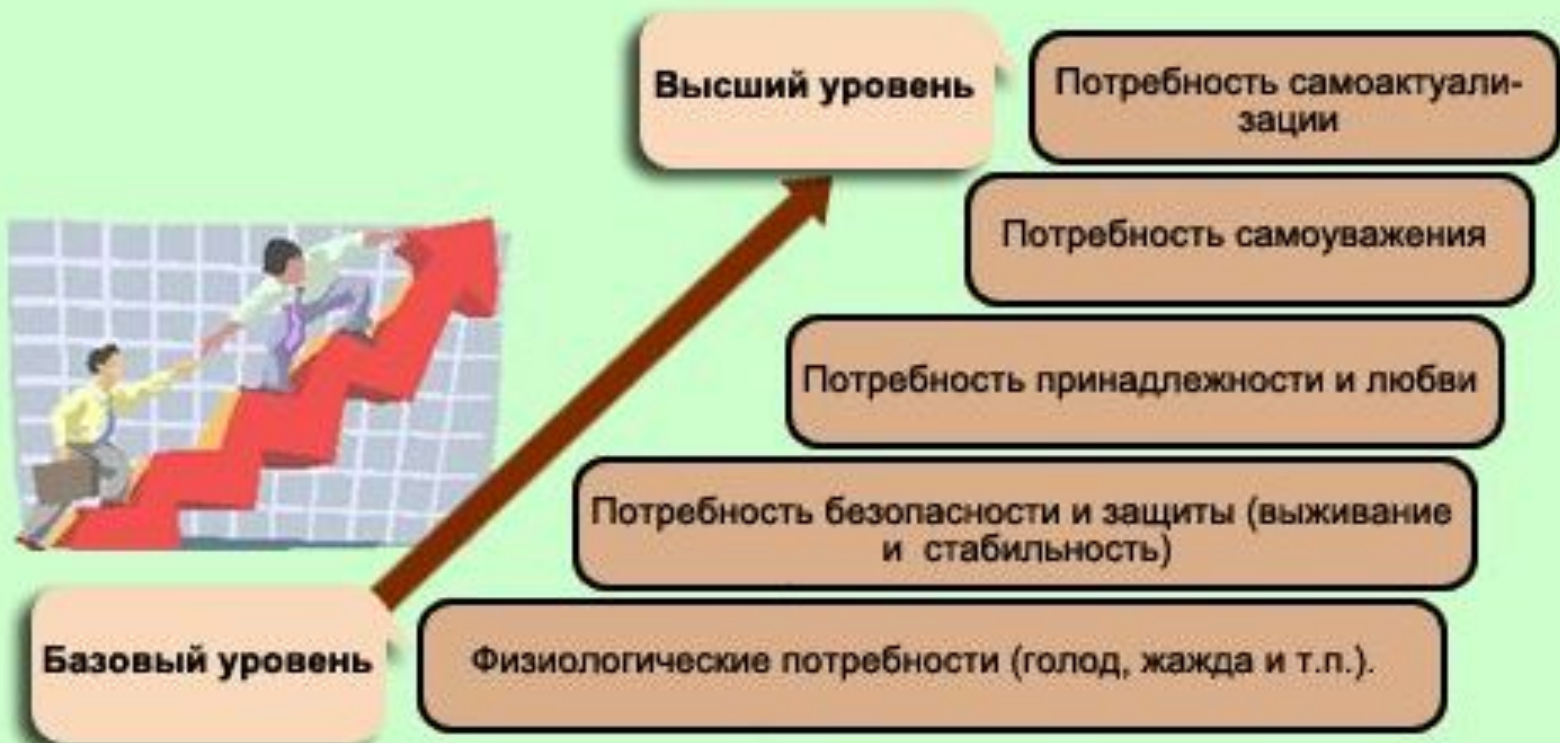 Высший уровень
Потребность самоактуали-
зации
Потребность самоуважения
Потребность принадлежности и любви
Потребность безопасности и защиты (выживание
и стабильность)
Базовый уровень
Физиологические потребности (голод, жажда и т.п.).